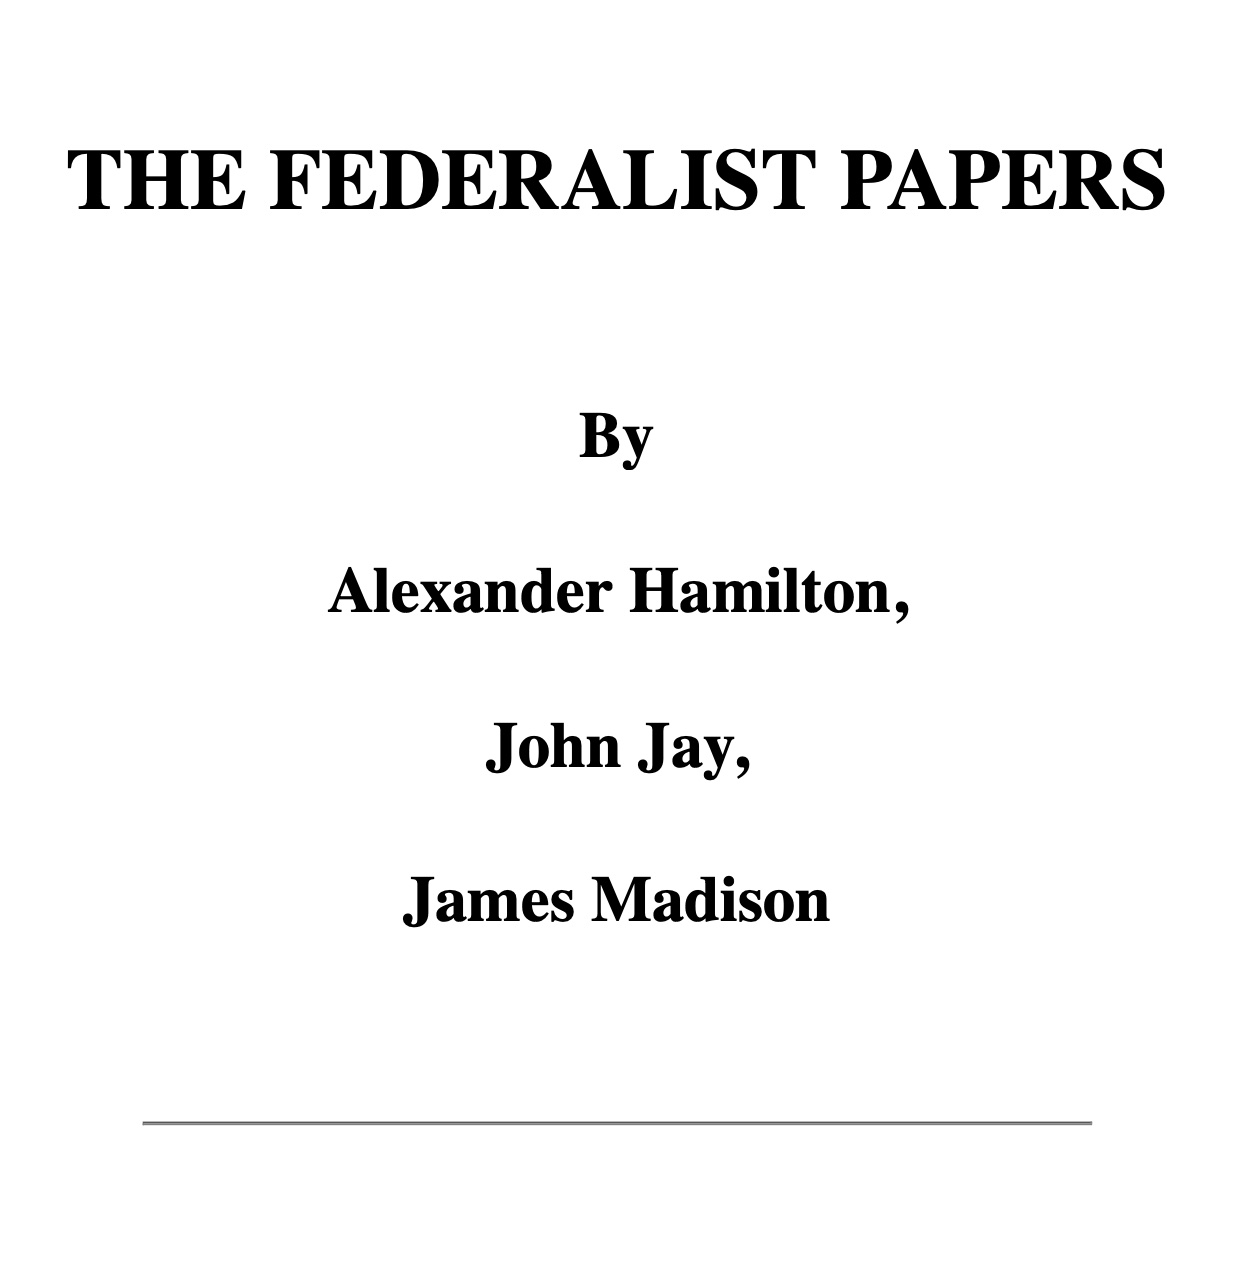 THE FEDERALIST PAPERS
By
Alexander Hamilton,
John Jay,
James Madison